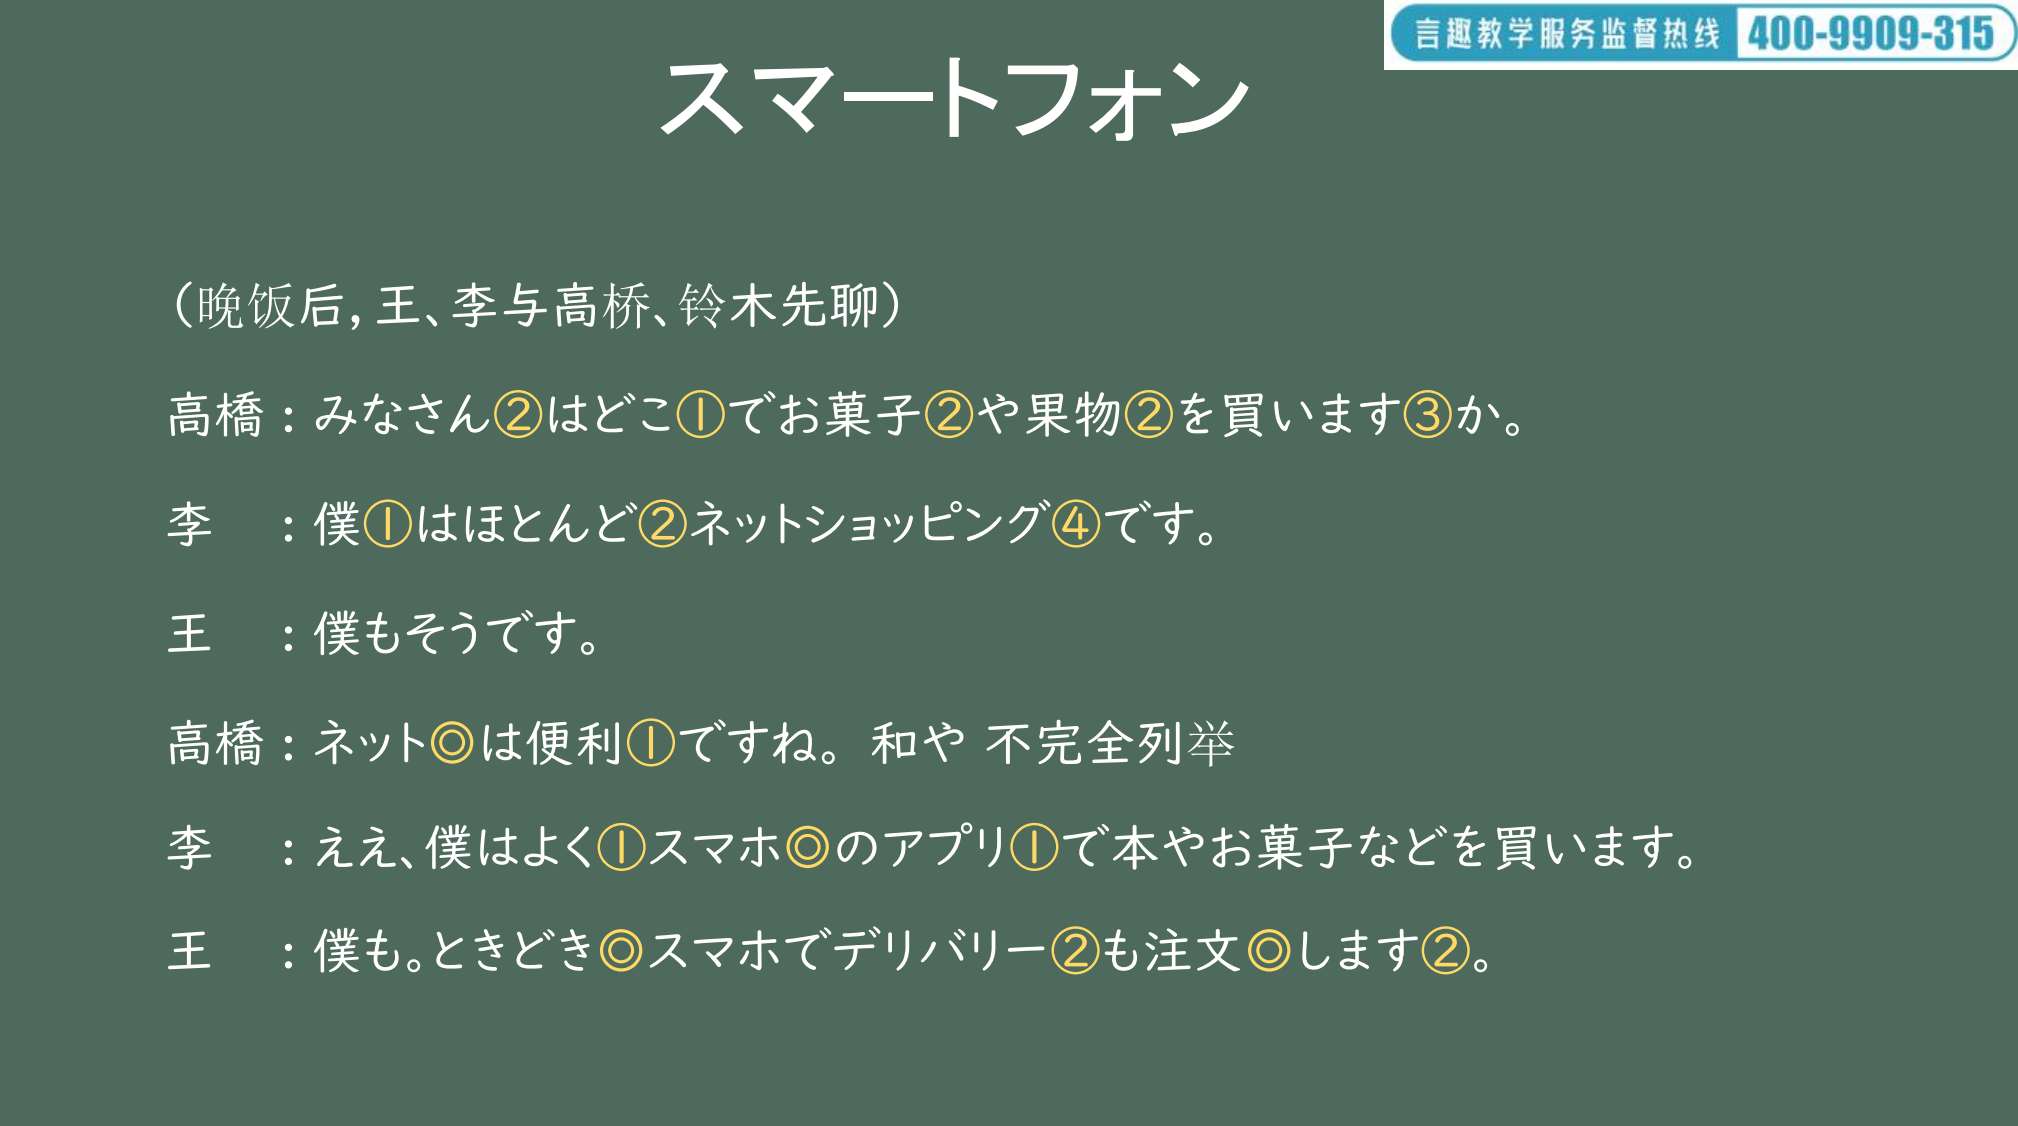 言趣教学服务监督热线 400-9909-315
スマートフォン
（晚饭后，王、李与高桥、铃木先聊）
高橋：みなさん②はどこ①でお菓子②や果物②を買います③か。
李　：僕①はほとんど②ネットショッピング④です。
王　：僕もそうです。
高橋：ネット◎は便利①ですね。 和や 不完全列举
李　：ええ、僕はよく①スマホ◎のアプリ①で本やお菓子などを買います。
王　：僕も。ときどき◎スマホでデリバリー②も注文◎します②。